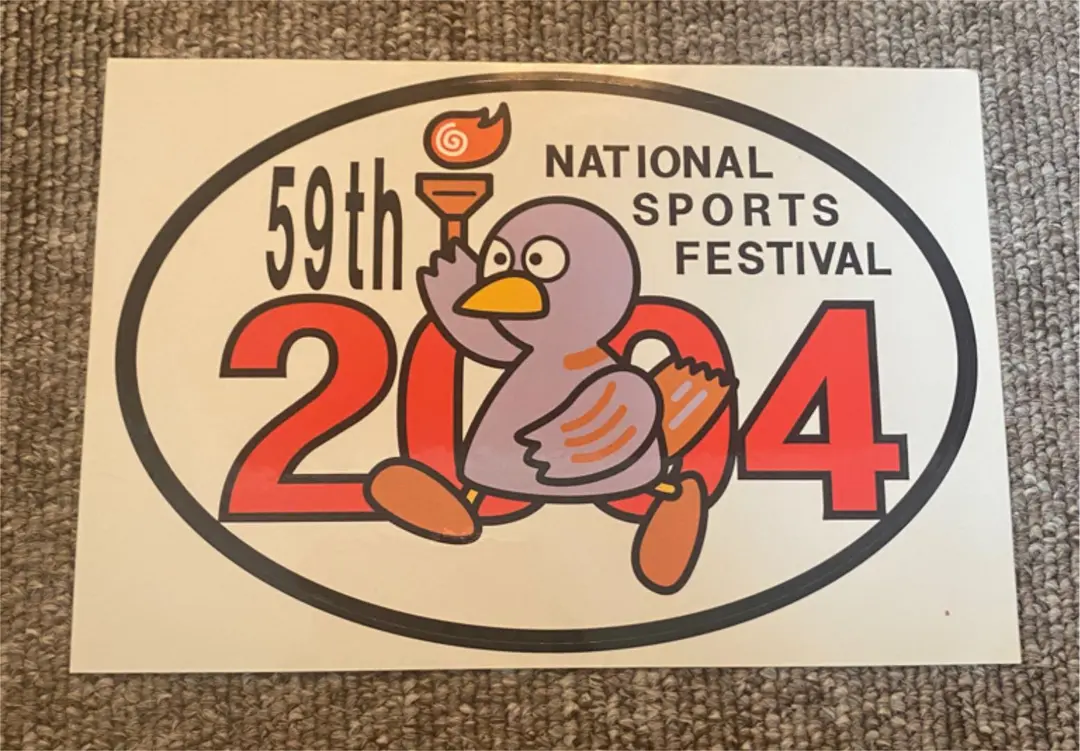 59th
NATIONAL
SPORTS
FESTIVAL
2004